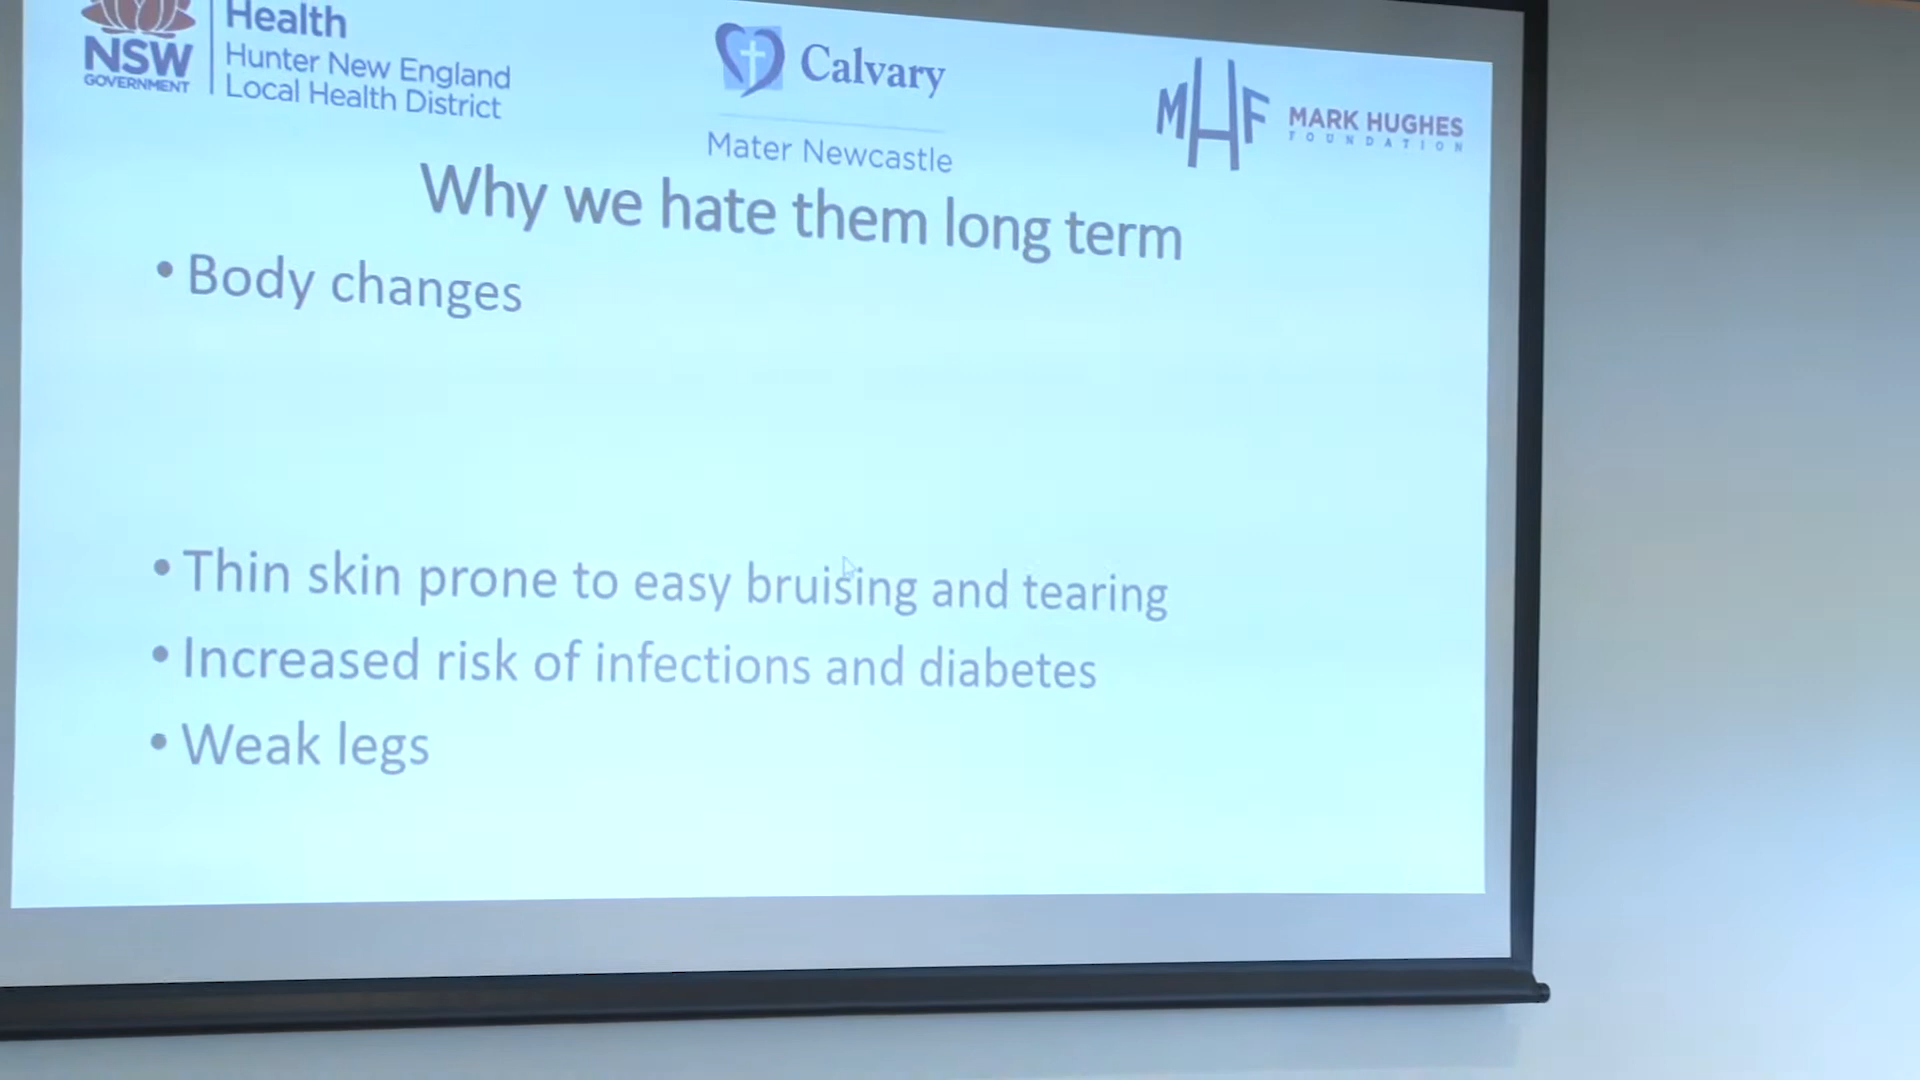 Health
NSW
GOVERNMENT
Hunter New England
Local Health District
Calvary
Mater Newcastle
MHF
MARK HUGHES
FOUNDATION
Why we hate them long term
• Body changes
• Thin skin prone to easy bruising and tearing
• Increased risk of infections and diabetes
• Weak legs